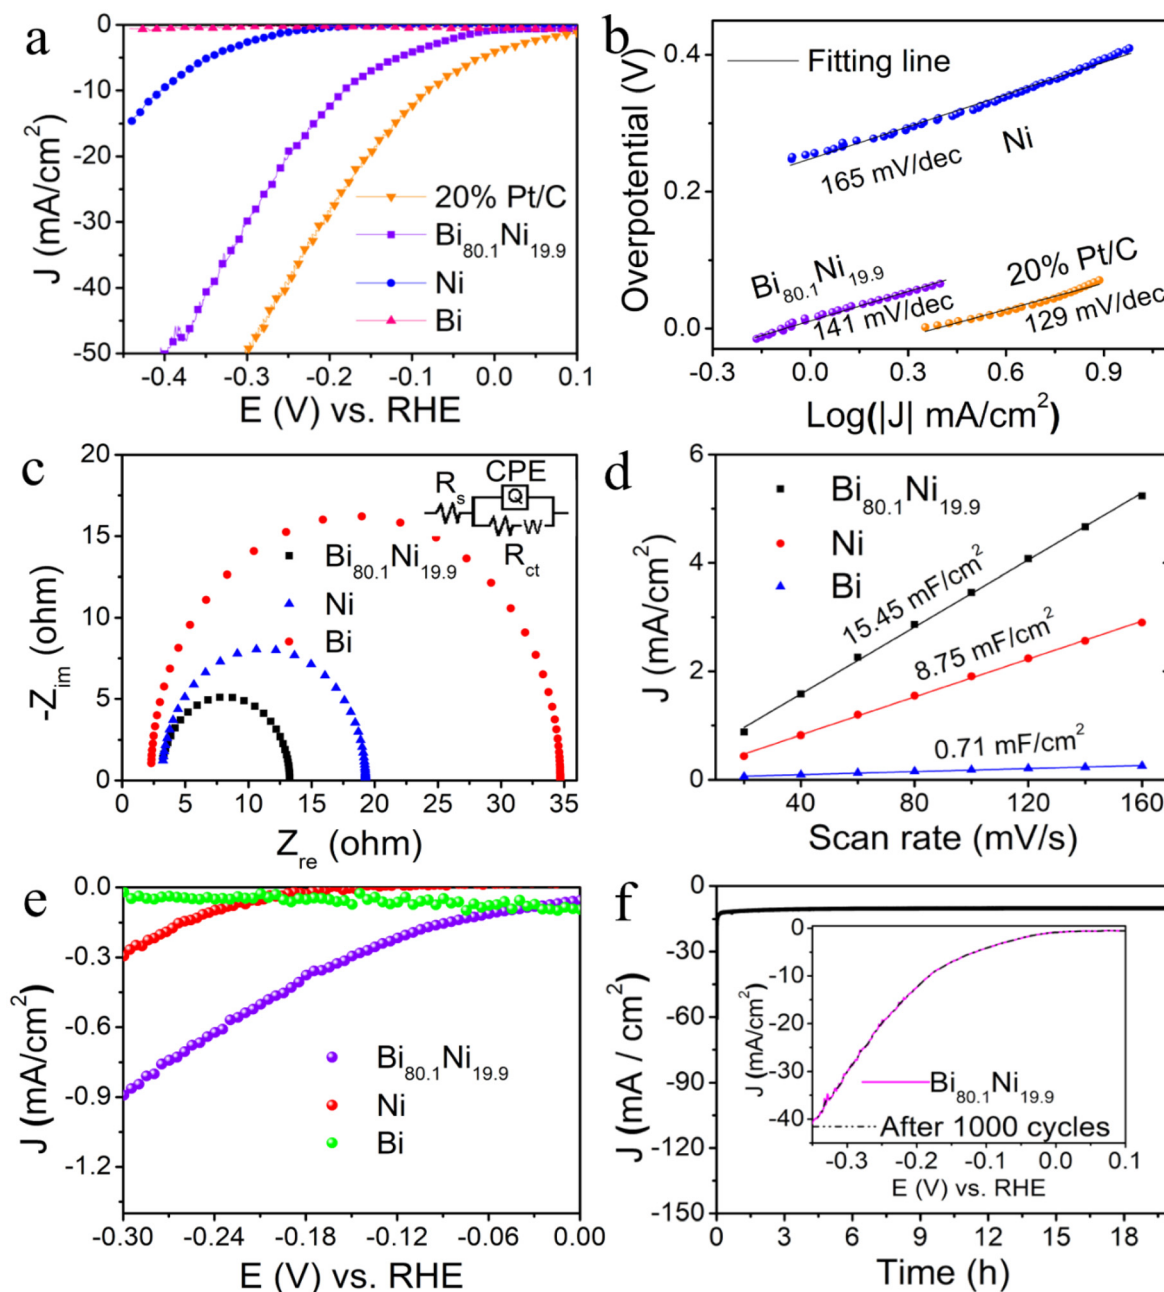 a
0
-10
-20
-30
-40
-50
J (mA/cm²)
20% Pt/C
Bi80.1Ni19.9
Ni
Bi
-0.4 -0.3 -0.2 -0.1 0.0 0.1
E (V) vs. RHE
b
0.4
0.2
0.0
Overpotential (V)
Fitting line
Ni
165 mV/dec
Bi80.1Ni19.9
141 mV/dec
20% Pt/C
129 mV/dec
-0.3 0.0 0.3 0.6 0.9
Log(|J| mA/cm²)
c
20
15
10
5
0
-Zim (ohm)
Rs
CPE
Q
W
Rct
Bi80.1Ni19.9
Ni
Bi
0 5 10 15 20 25 30 35
Zre (ohm)
d
6
4
2
0
J (mA/cm²)
Bi80.1Ni19.9
Ni
Bi
15.45 mF/cm²
8.75 mF/cm²
0.71 mF/cm²
40 80 120 160
Scan rate (mV/s)
e
0.0
-0.3
-0.6
-0.9
-1.2
J (mA/cm²)
Bi80.1Ni19.9
Ni
Bi
-0.30 -0.24 -0.18 -0.12 -0.06 0.00
E (V) vs. RHE
f
0
-30
-60
-90
-120
-150
J (mA / cm²)
0
-10
-20
-30
-40
J (mA/cm²)
Bi80.1Ni19.9
After 1000 cycles
-0.3 -0.2 -0.1 0.0 0.1
E (V) vs. RHE
0 3 6 9 12 15 18
Time (h)